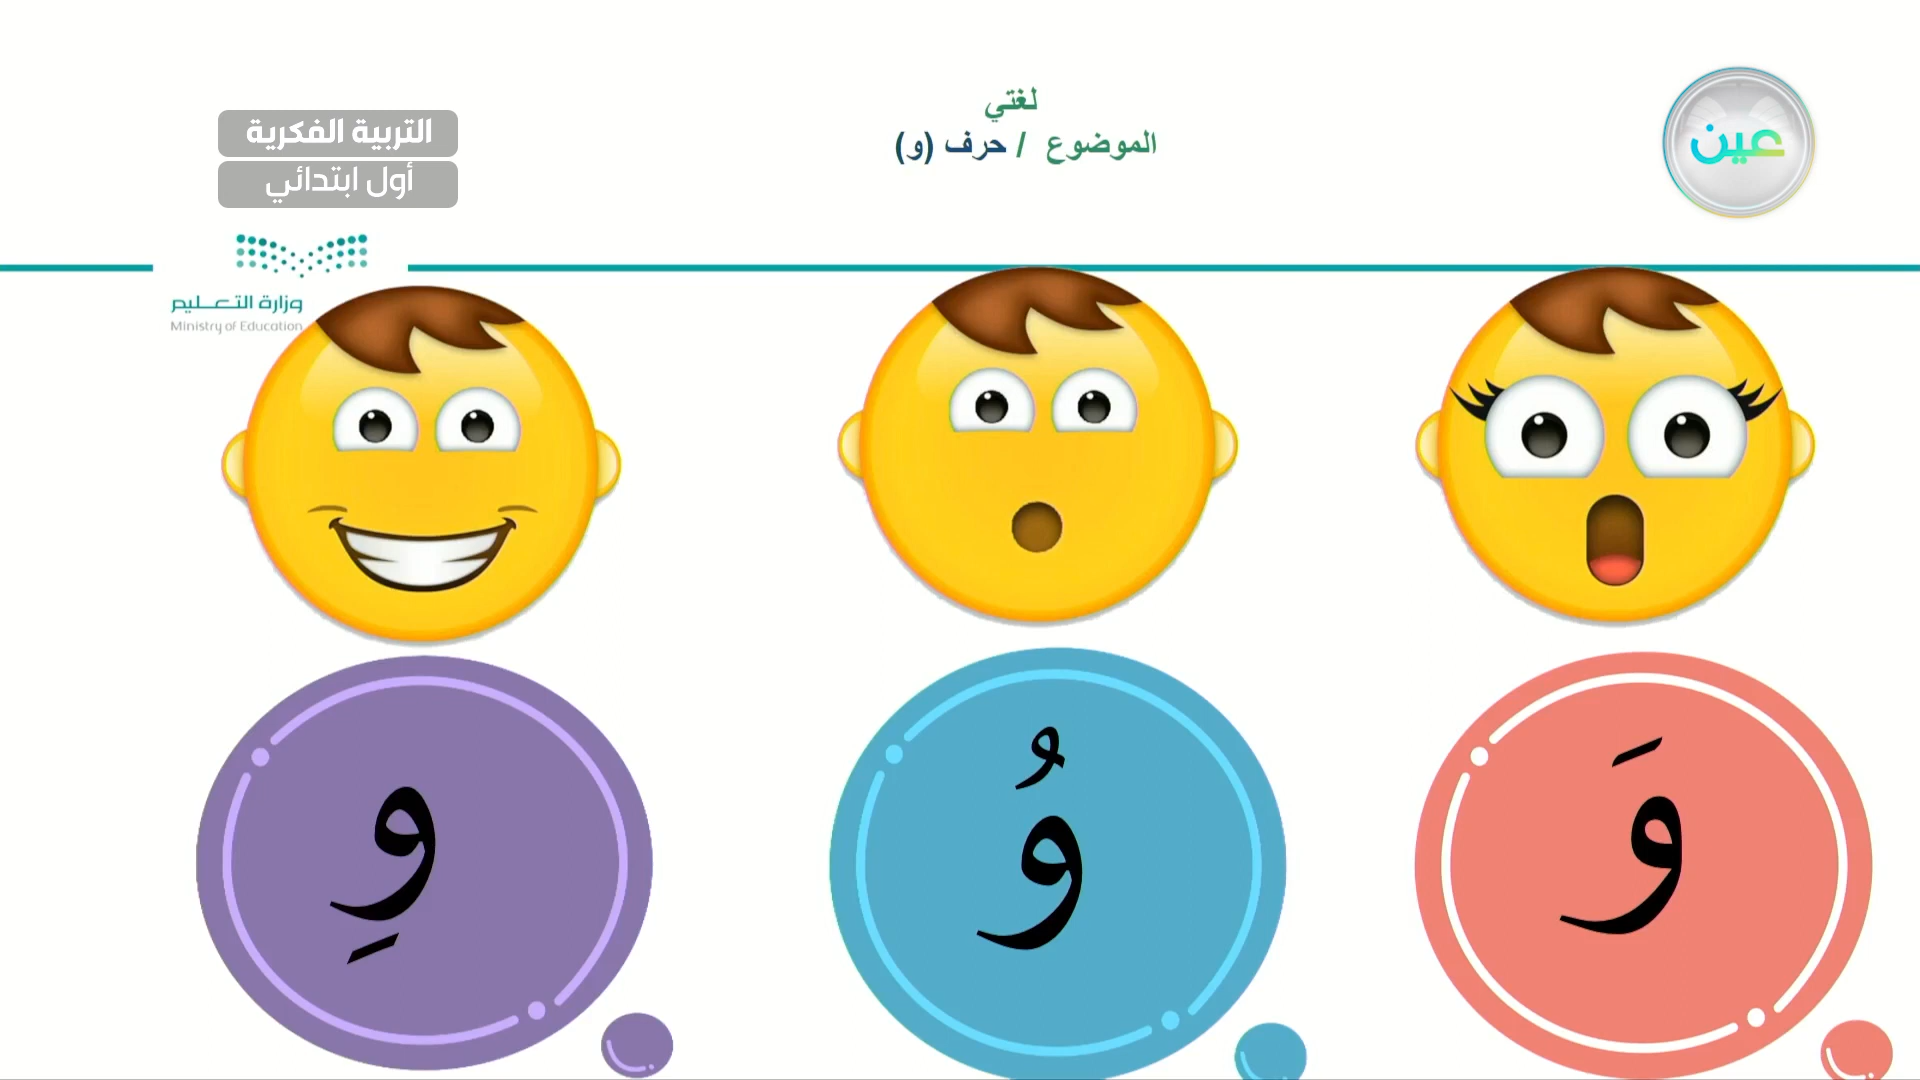 لغتي
الموضوع / حرف (و)
عين
التربية الفكرية
أول ابتدائي
وزارة التعليم
Ministry of Education
وَ
وُ
وِ